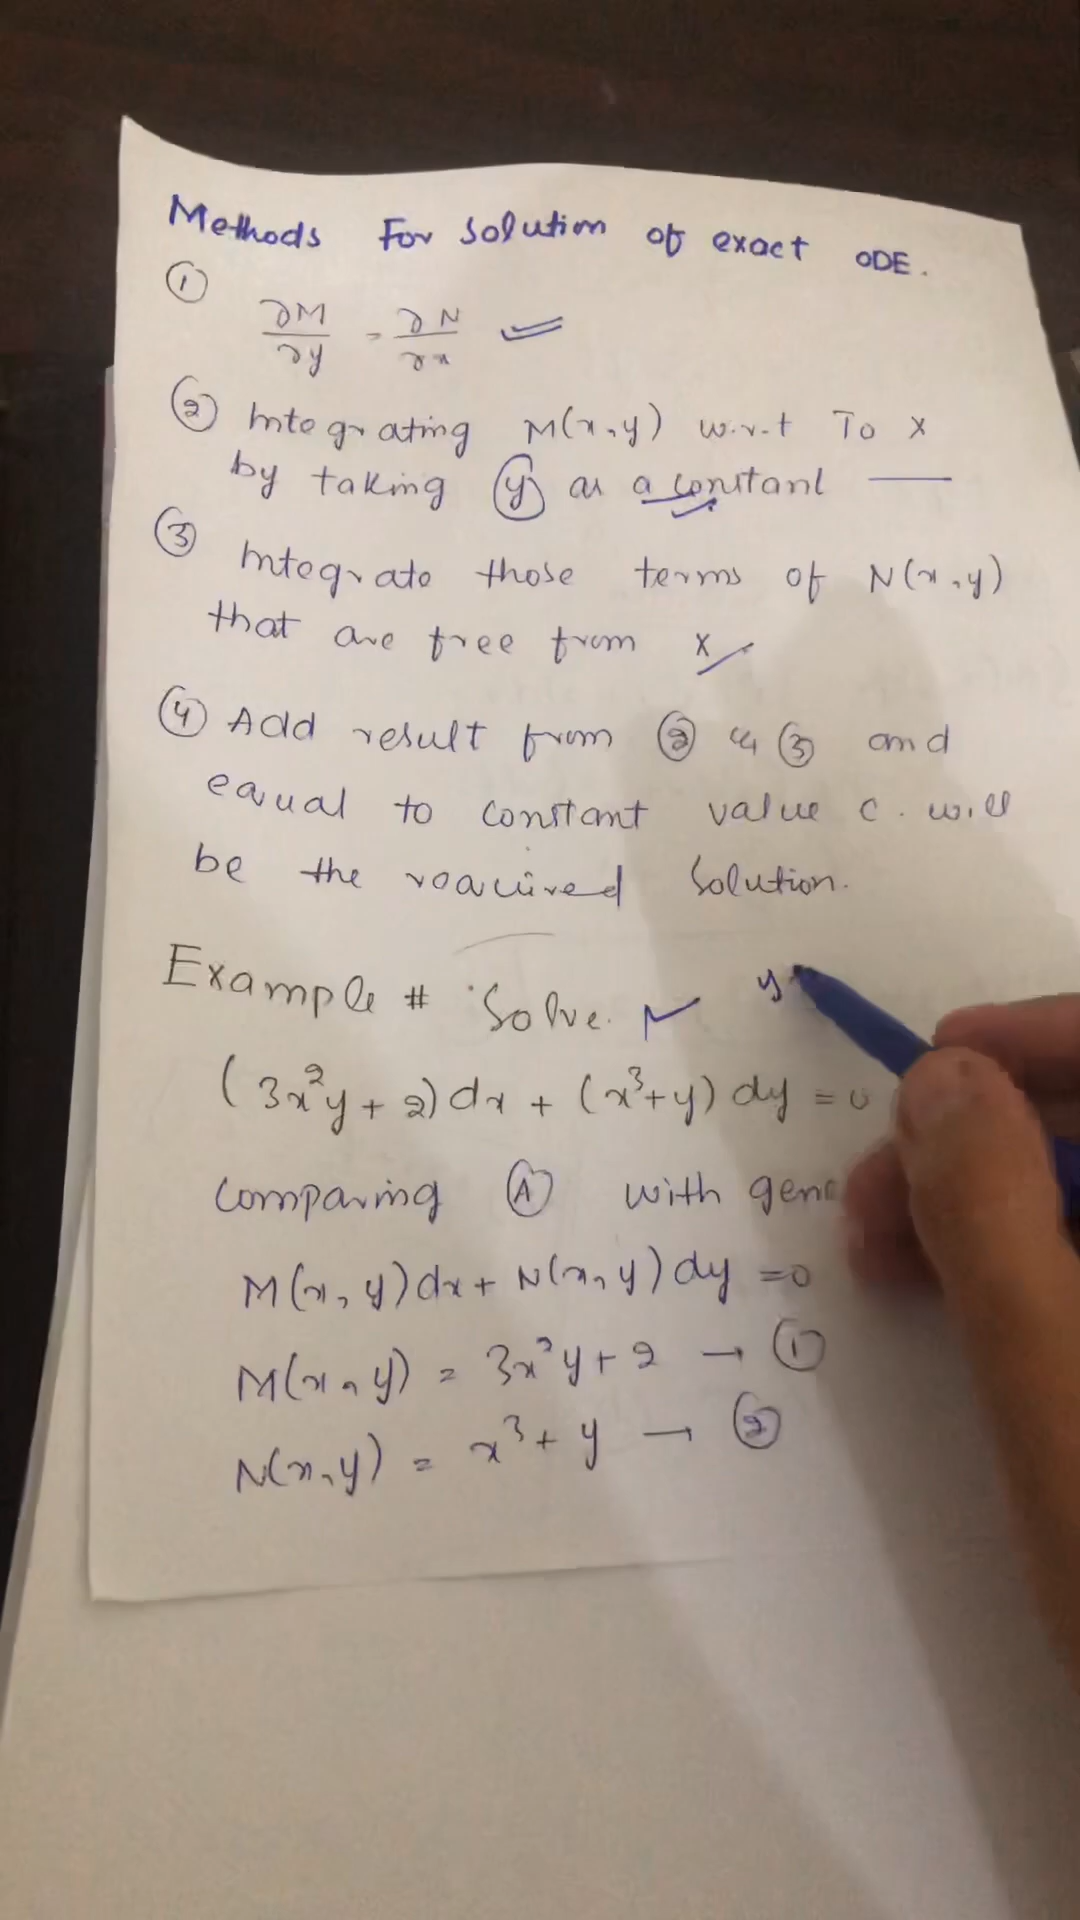 Methods For solution of exact ODE.
①
∂M/∂y = ∂N/∂x
② Integrating M(x,y) w.r.t To x
by taking y as a constant
③ Integrate those terms of N(x,y)
that are free from x
④ Add result from ② & ③ and
equal to constant value c. will
be the reaquired Solution.
Example # Solve.
y
(3x²y + 2)dx + (x³+y) dy = 0
comparing Ⓐ with gene
M(x, y)dx + N(x, y)dy = 0
M(x, y) = 3x²y + 2 → ①
N(x, y) = x³ + y → ②